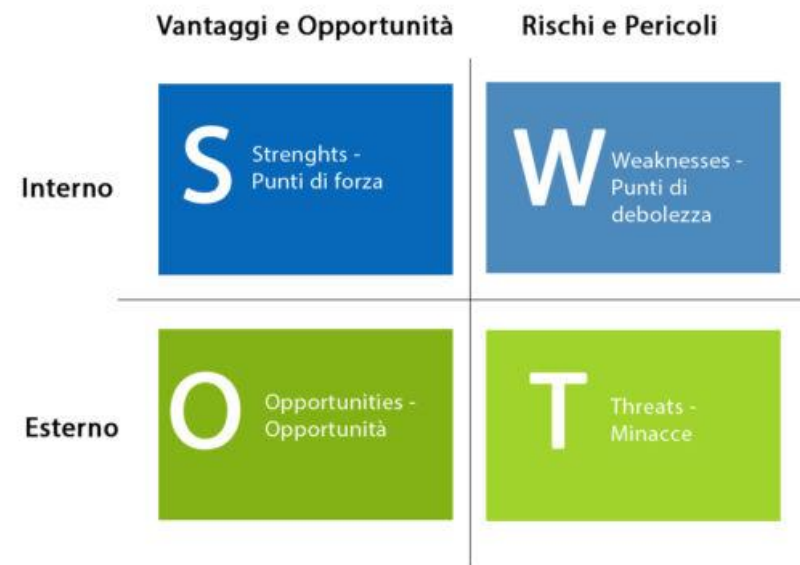 Vantaggi e Opportunità
Rischi e Pericoli
Interno
S
Strenghts -
Punti di forza
W
Weaknesses -
Punti di
debolezza
Esterno
O
Opportunities -
Opportunità
T
Threats -
Minacce